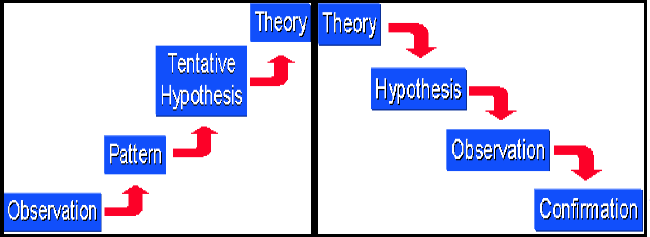 Theory
Tentative
Hypothesis
Pattern
Observation
Theory
Hypothesis
Observation
Confirmation